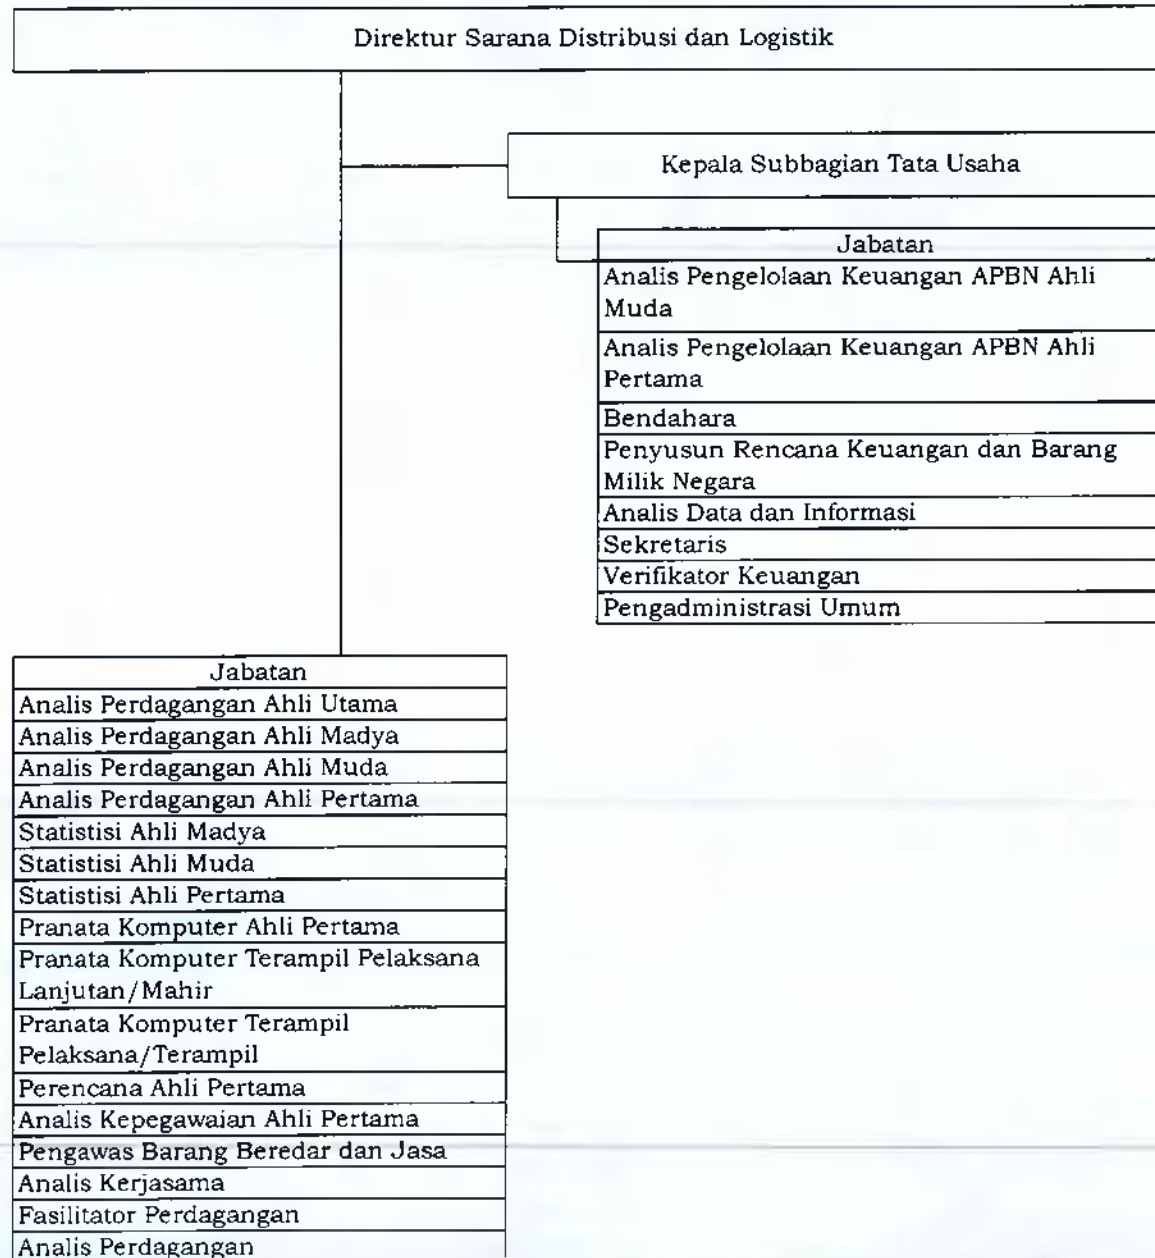 Direktur Sarana Distribusi dan Logistik
Kepala Subbagian Tata Usaha
Jabatan
Analis Pengelolaan Keuangan APBN Ahli
Muda
Analis Pengelolaan Keuangan APBN Ahli
Pertama
Bendahara
Penyusun Rencana Keuangan dan Barang
Milik Negara
Analis Data dan Informasi
Sekretaris
Verifikator Keuangan
Pengadministrasi Umum
Jabatan
Analis Perdagangan Ahli Utama
Analis Perdagangan Ahli Madya
Analis Perdagangan Ahli Muda
Analis Perdagangan Ahli Pertama
Statistisi Ahli Madya
Statistisi Ahli Muda
Statistisi Ahli Pertama
Pranata Komputer Ahli Pertama
Pranata Komputer Terampil Pelaksana
Lanjutan/Mahir
Pranata Komputer Terampil
Pelaksana/Terampil
Perencana Ahli Pertama
Analis Kepegawaian Ahli Pertama
Pengawas Barang Beredar dan Jasa
Analis Kerjasama
Fasilitator Perdagangan
Analis Perdagangan